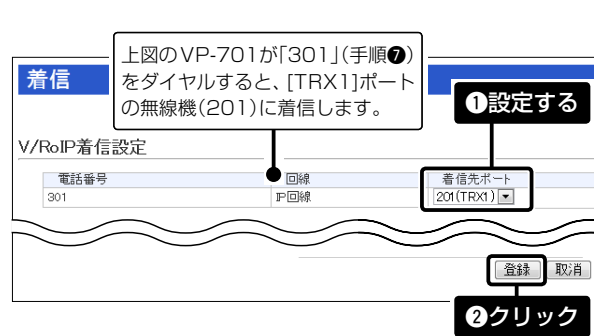 上図のVP-701が「301」(手順❼)
をダイヤルすると、[TRX1]ポート
の無線機(201)に着信します。
着信
❶設定する
V/RoIP着信設定
電話番号 回線 着信先ポート
301 IP回線 201(TRX1)
登録 取消
❷クリック